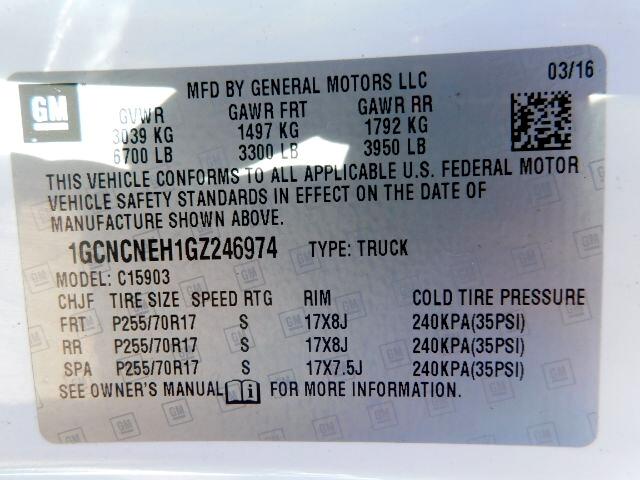 MFD BY GENERAL MOTORS LLC 03/16
GM
GVWR GAWR FRT GAWR RR
3039 KG 1497 KG 1792 KG
6700 LB 3300 LB 3950 LB
THIS VEHICLE CONFORMS TO ALL APPLICABLE U.S. FEDERAL MOTOR
VEHICLE SAFETY STANDARDS IN EFFECT ON THE DATE OF
MANUFACTURE SHOWN ABOVE.
1GCNCNEH1GZ246974 TYPE: TRUCK
MODEL: C15903
CHJF TIRE SIZE SPEED RTG RIM COLD TIRE PRESSURE
FRT P255/70R17 S 17X8J 240KPA(35PSI)
RR P255/70R17 S 17X8J 240KPA(35PSI)
SPA P255/70R17 S 17X7.5J 240KPA(35PSI)
SEE OWNER'S MANUAL FOR MORE INFORMATION.